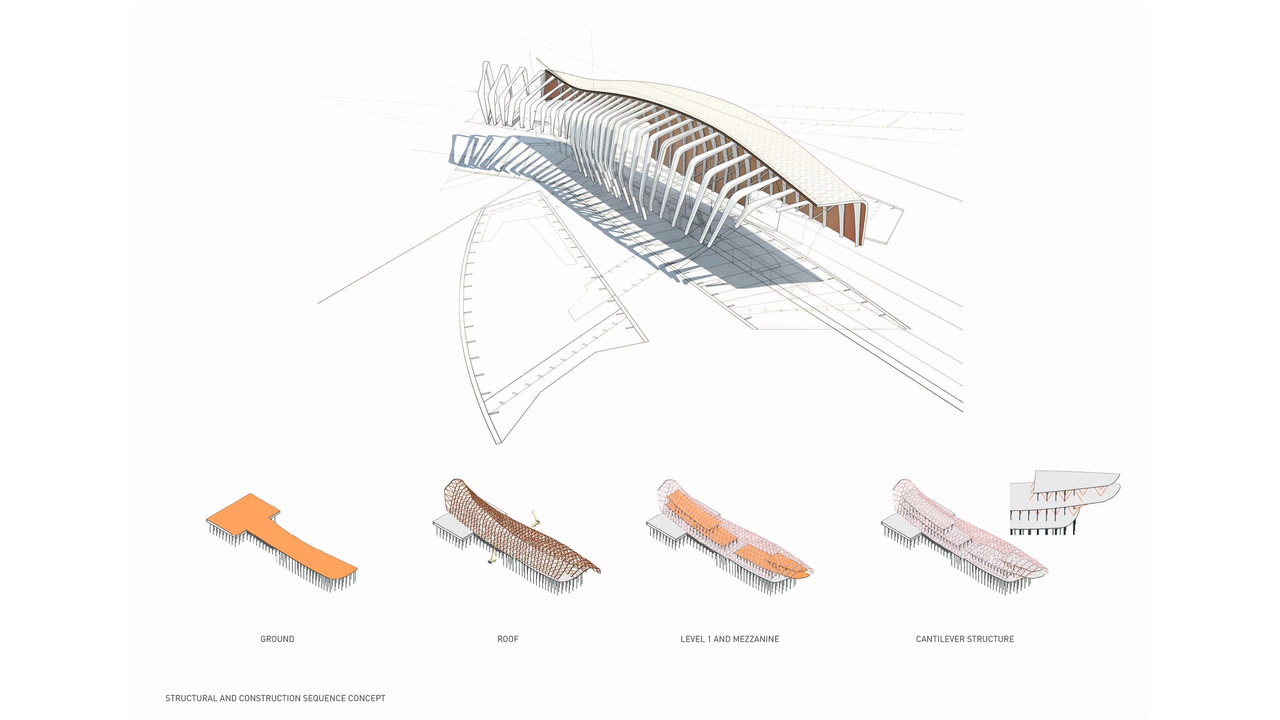 GROUND
ROOF
LEVEL 1 AND MEZZANINE
CANTILEVER STRUCTURE
STRUCTURAL AND CONSTRUCTION SEQUENCE CONCEPT